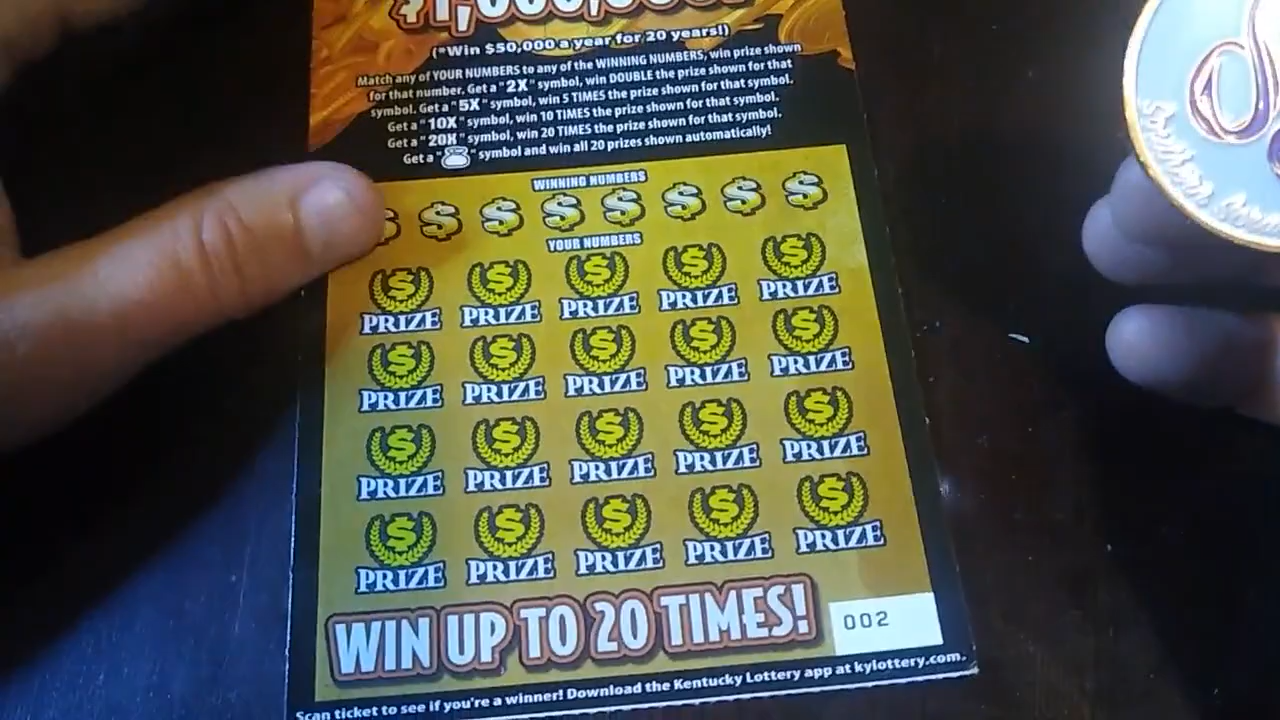 $1,000,000*
(*Win $50,000 a year for 20 years!)
Match any of YOUR NUMBERS to any of the WINNING NUMBERS, win prize shown
for that number. Get a "2X" symbol, win DOUBLE the prize shown for that
symbol. Get a "5X" symbol, win 5 TIMES the prize shown for that symbol.
Get a "10X" symbol, win 10 TIMES the prize shown for that symbol.
Get a "20X" symbol, win 20 TIMES the prize shown for that symbol.
Get a " " symbol and win all 20 prizes shown automatically!
WINNING NUMBERS
$ $ $ $ $ $ $ $
YOUR NUMBERS
$ $ $ $ $
PRIZE PRIZE PRIZE PRIZE PRIZE
$ $ $ $ $
PRIZE PRIZE PRIZE PRIZE PRIZE
$ $ $ $ $
PRIZE PRIZE PRIZE PRIZE PRIZE
$ $ $ $ $
PRIZE PRIZE PRIZE PRIZE PRIZE
WIN UP TO 20 TIMES!
002
Scan ticket to see if you're a winner! Download the Kentucky Lottery app at kylottery.com.
Southern